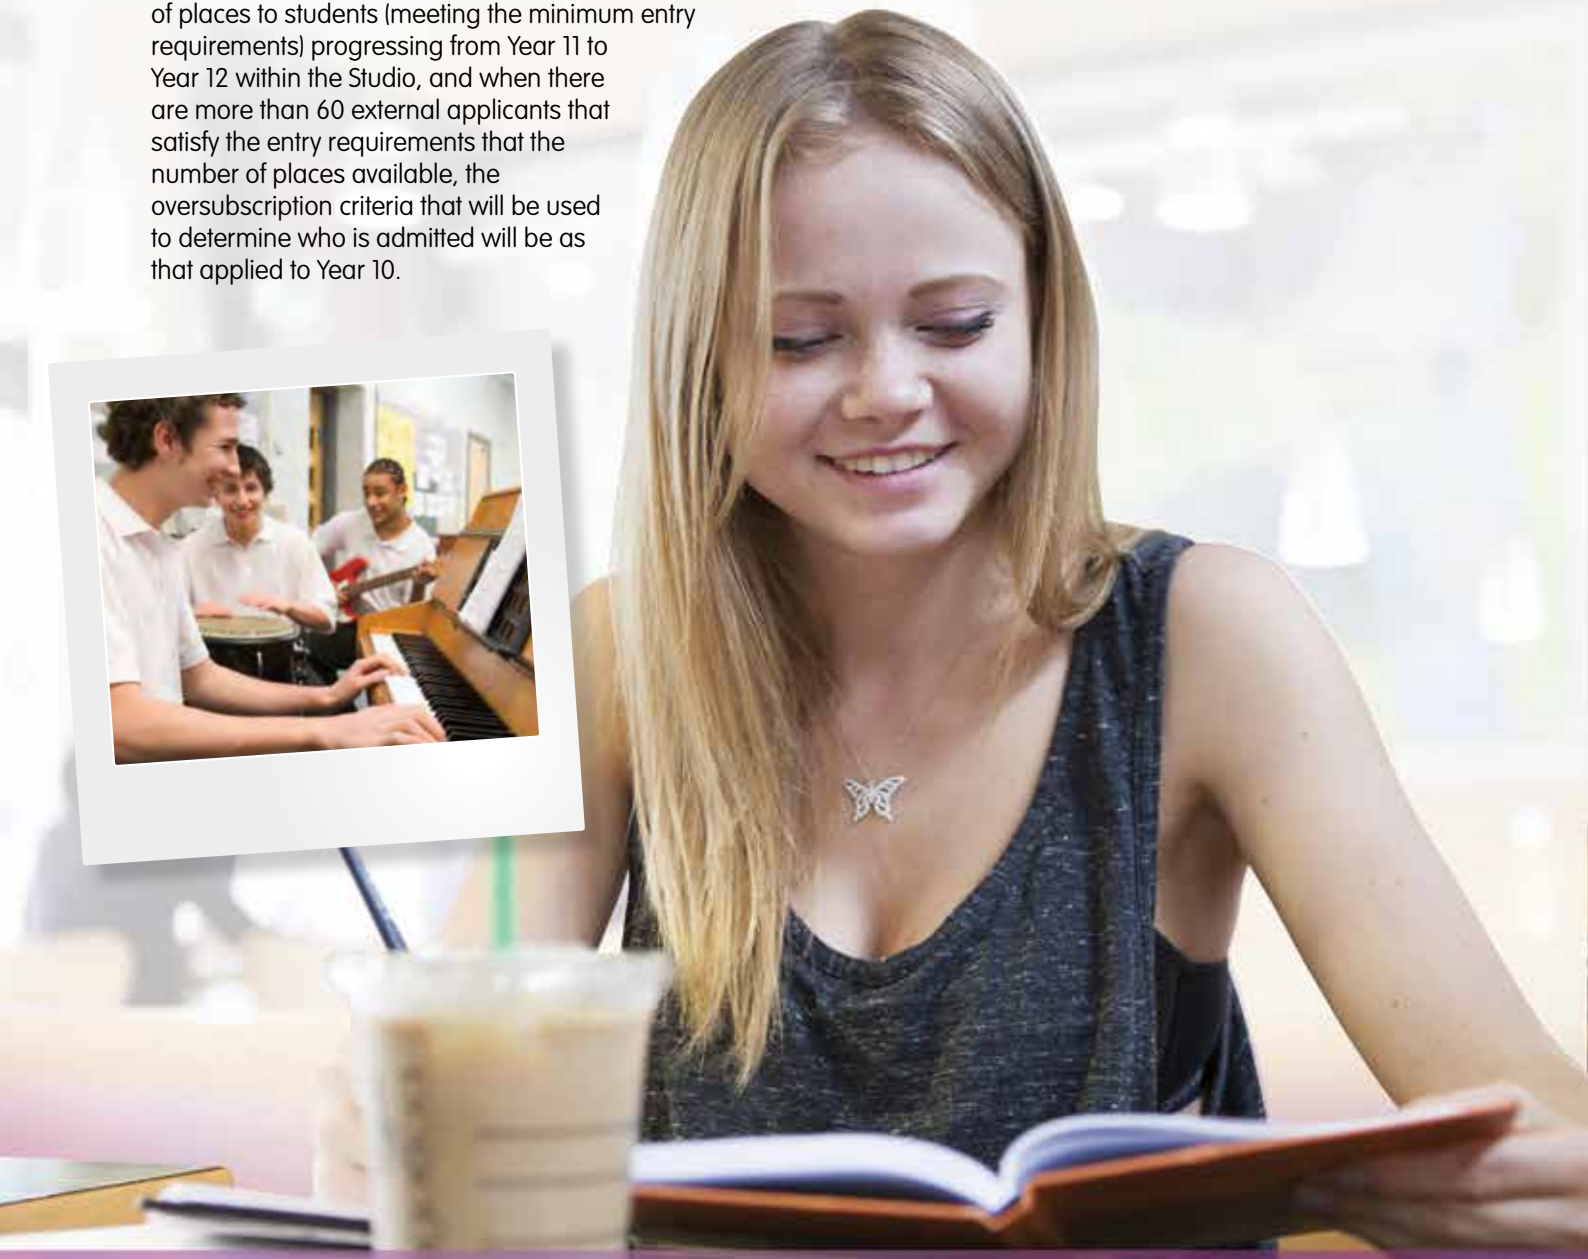 of places to students (meeting the minimum entry
requirements) progressing from Year 11 to
Year 12 within the Studio, and when there
are more than 60 external applicants that
satisfy the entry requirements that the
number of places available, the
oversubscription criteria that will be used
to determine who is admitted will be as
that applied to Year 10.